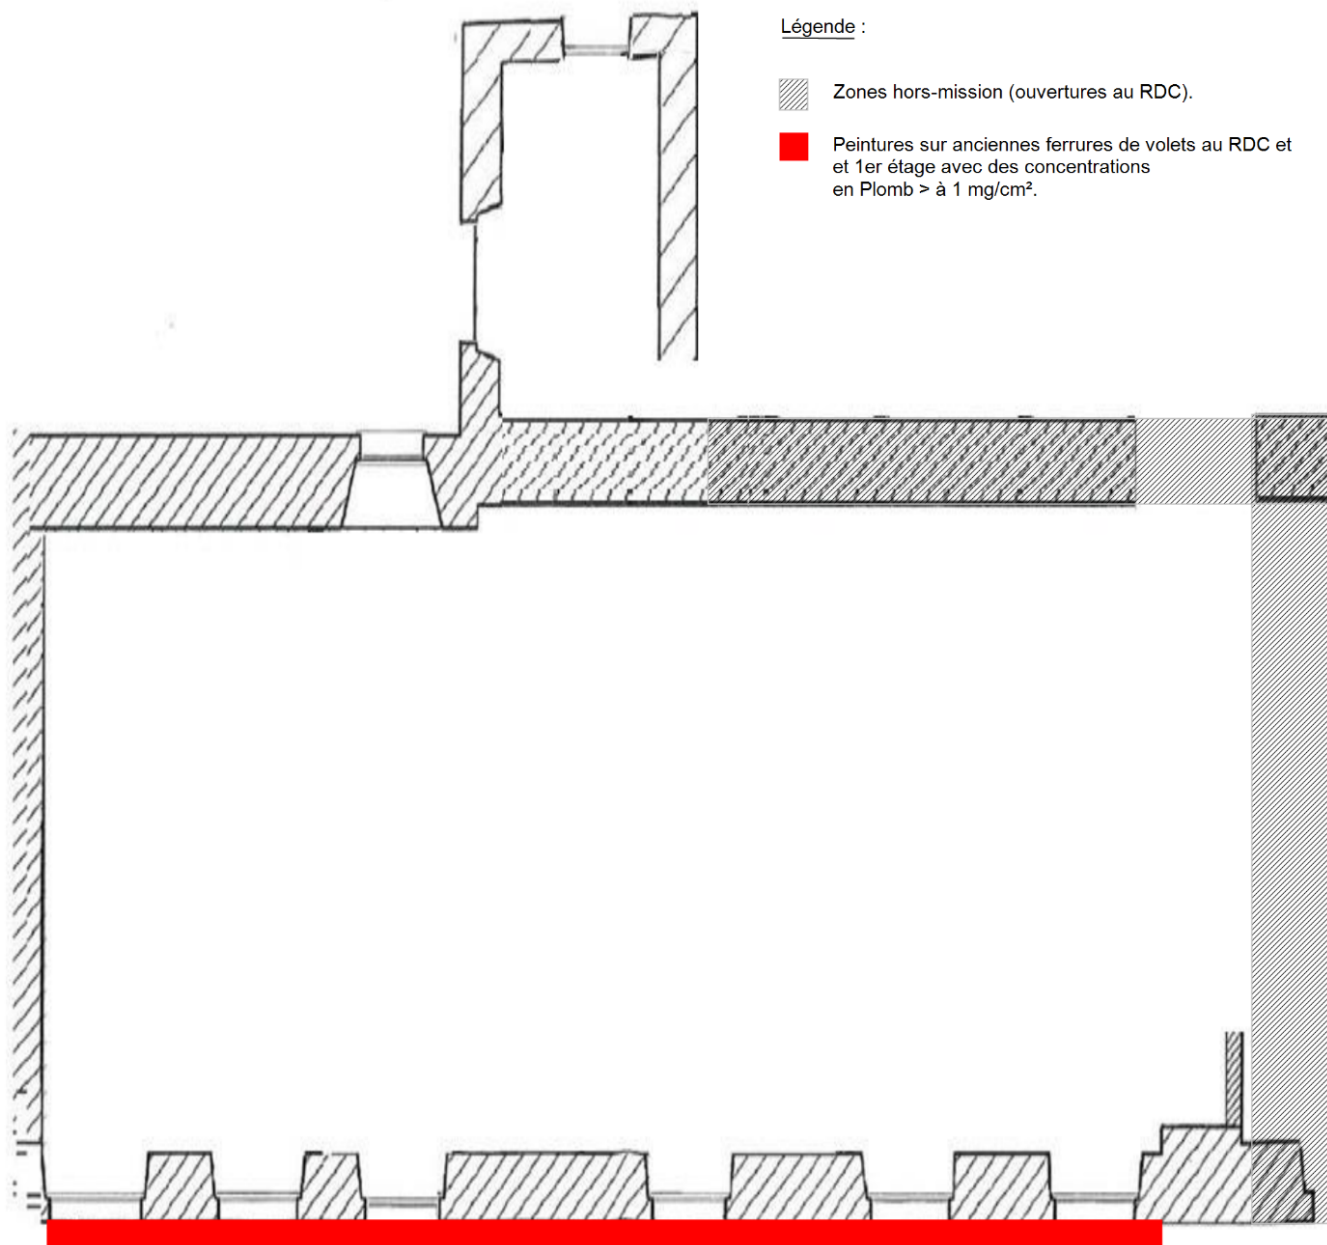 Légende :
Zones hors-mission (ouvertures au RDC).
Peintures sur anciennes ferrures de volets au RDC et
et 1er étage avec des concentrations
en Plomb > à 1 mg/cm².